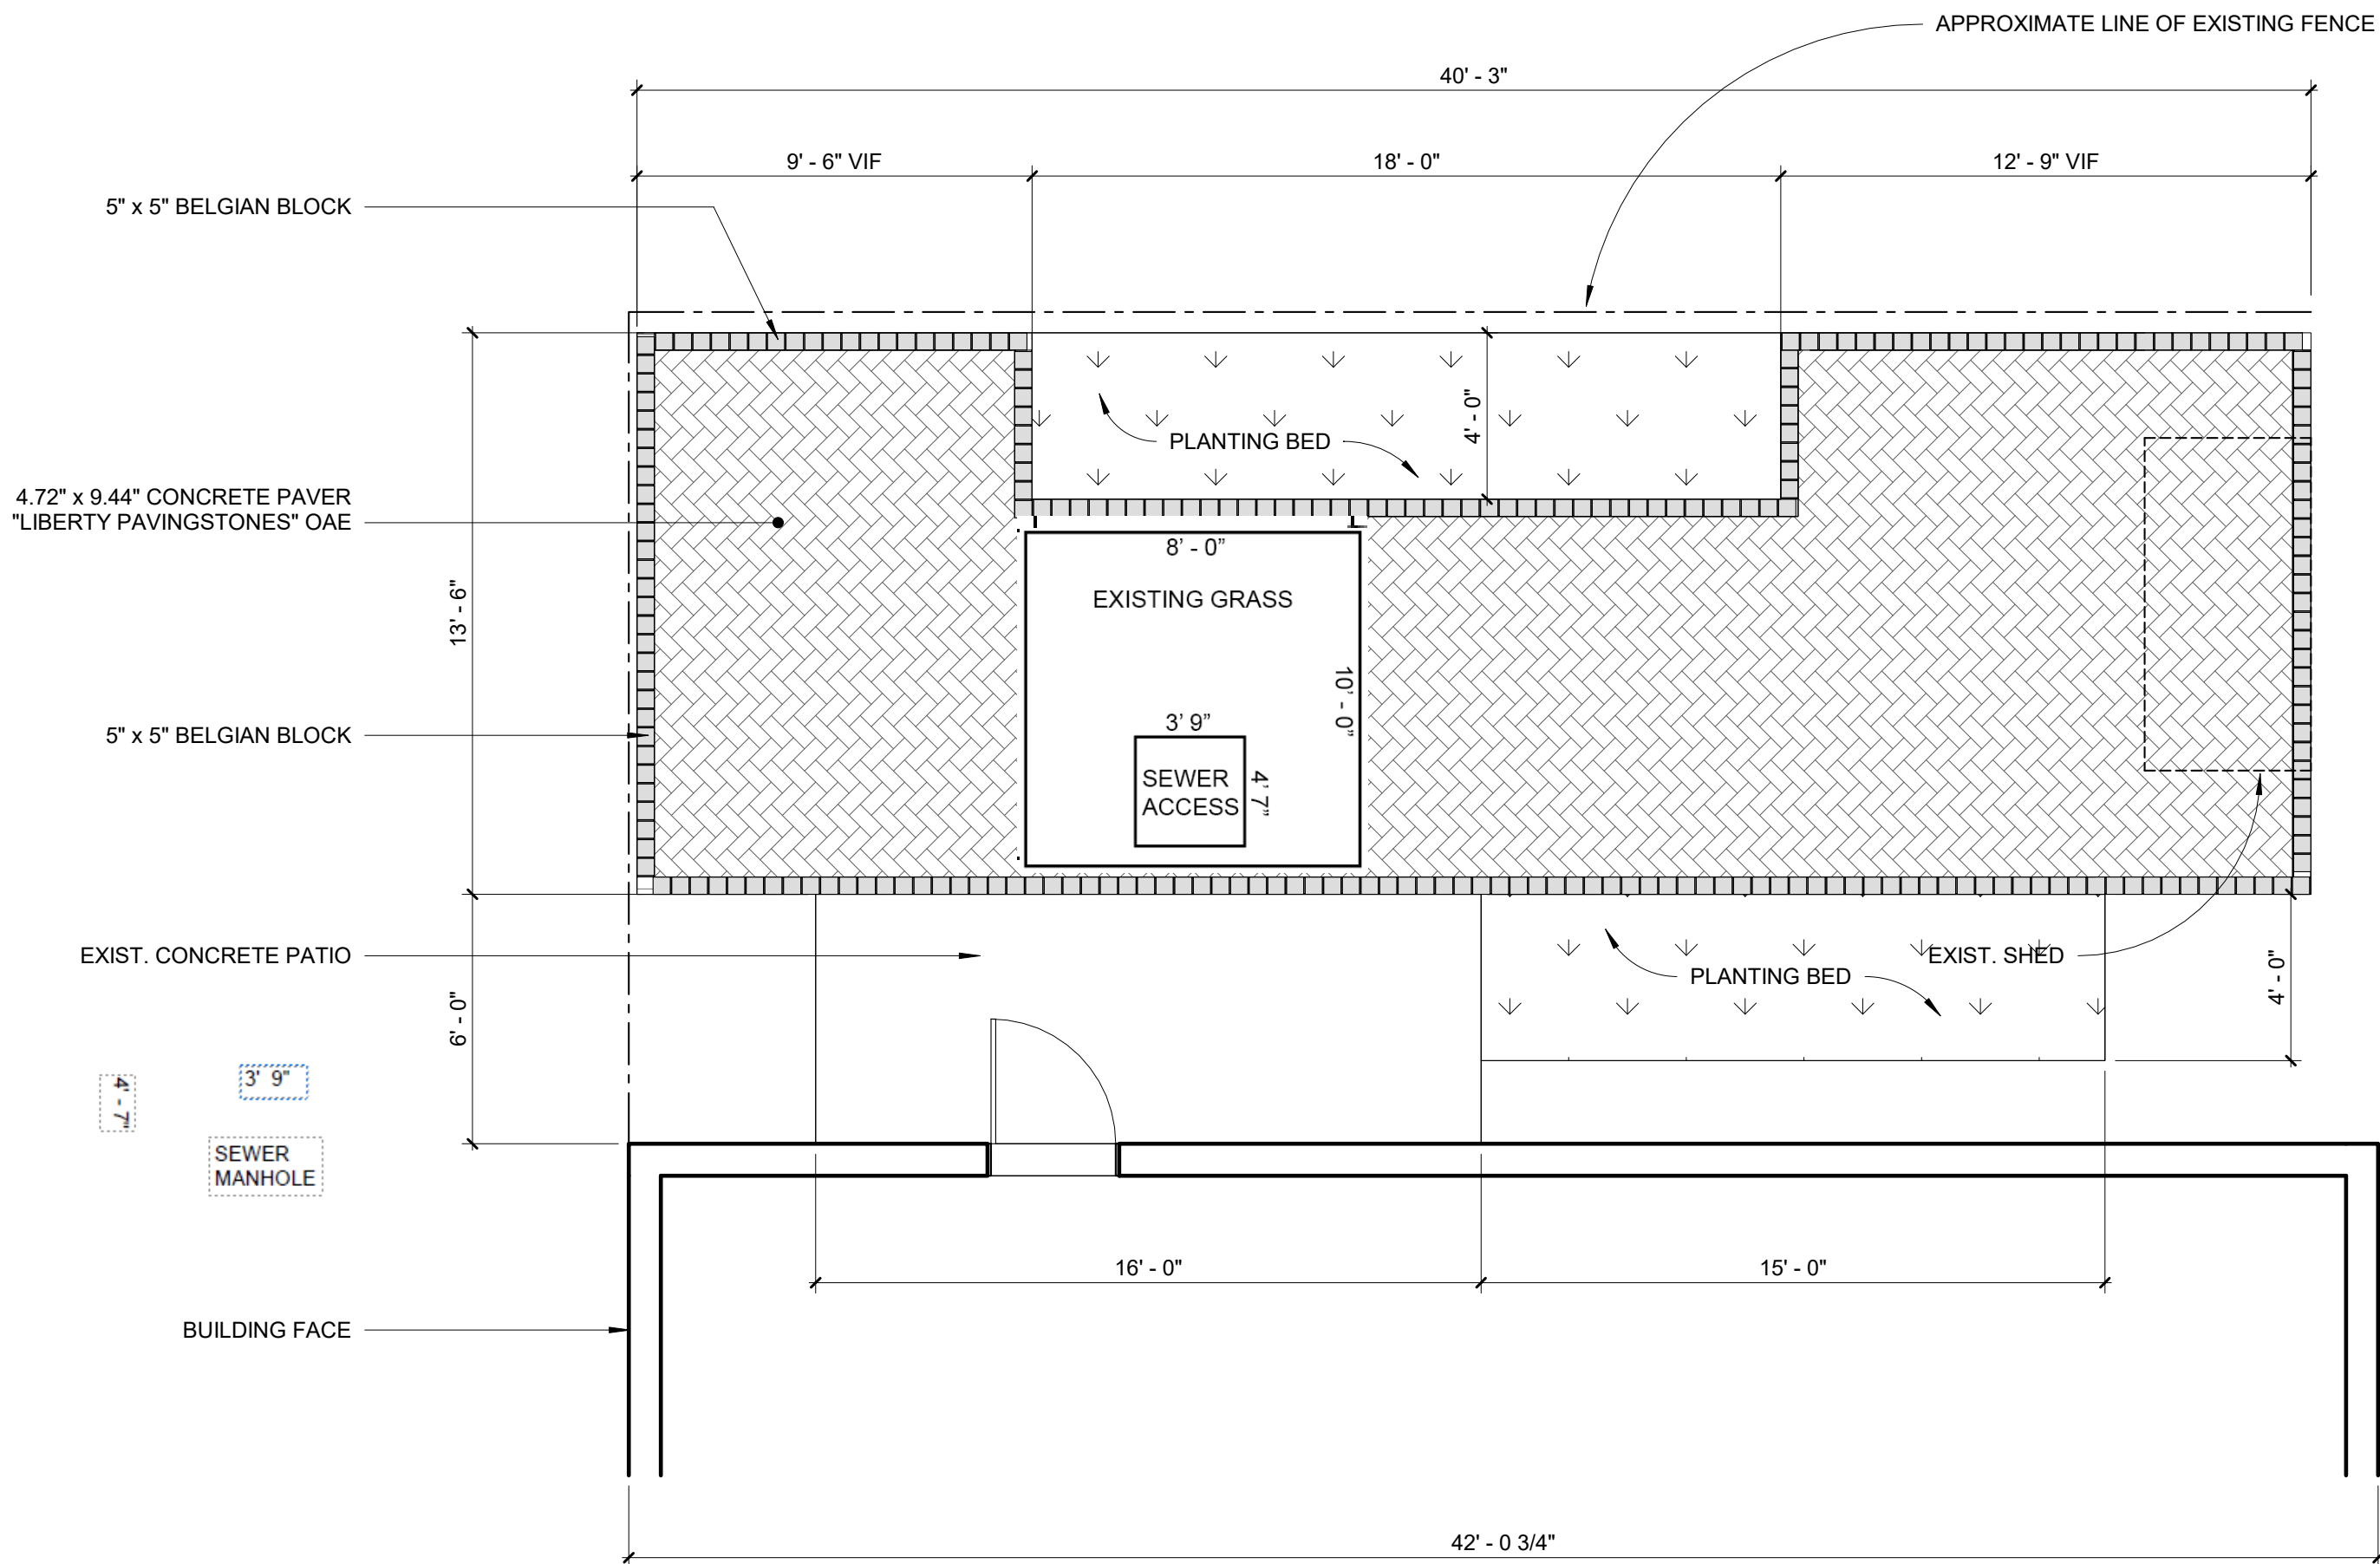 APPROXIMATE LINE OF EXISTING FENCE
40' - 3"
9' - 6" VIF
18' - 0"
12' - 9" VIF
5" x 5" BELGIAN BLOCK
4' - 0"
PLANTING BED
4.72" x 9.44" CONCRETE PAVER
"LIBERTY PAVINGSTONES" OAE
8' - 0”
EXISTING GRASS
13' - 6"
10' - 0”
3’ 9”
5" x 5" BELGIAN BLOCK
SEWER
ACCESS
4’ 7”
EXIST. CONCRETE PATIO
EXIST. SHED
PLANTING BED
4' - 0"
6' - 0"
3' 9"
4' - 7"
SEWER
MANHOLE
16' - 0"
15' - 0"
BUILDING FACE
42' - 0 3/4"